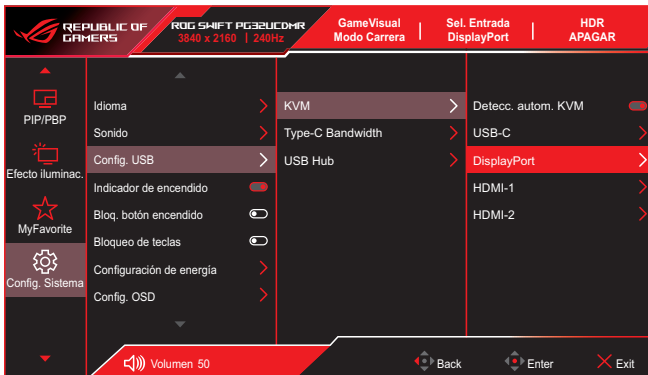 REPUBLIC OF
GAMERS
ROG SWIFT PG32UCDMR
3840 x 2160 | 240Hz
GameVisual
Modo Carrera
Sel. Entrada
DisplayPort
HDR
APAGAR
PIP/PBP
Efecto iluminac.
MyFavorite
Config. Sistema
Idioma
Sonido
Config. USB
Indicador de encendido
Bloq. botón encendido
Bloqueo de teclas
Configuración de energía
Config. OSD
KVM
Type-C Bandwidth
USB Hub
Detecc. autom. KVM
USB-C
DisplayPort
HDMI-1
HDMI-2
Volumen 50
Back
Enter
Exit